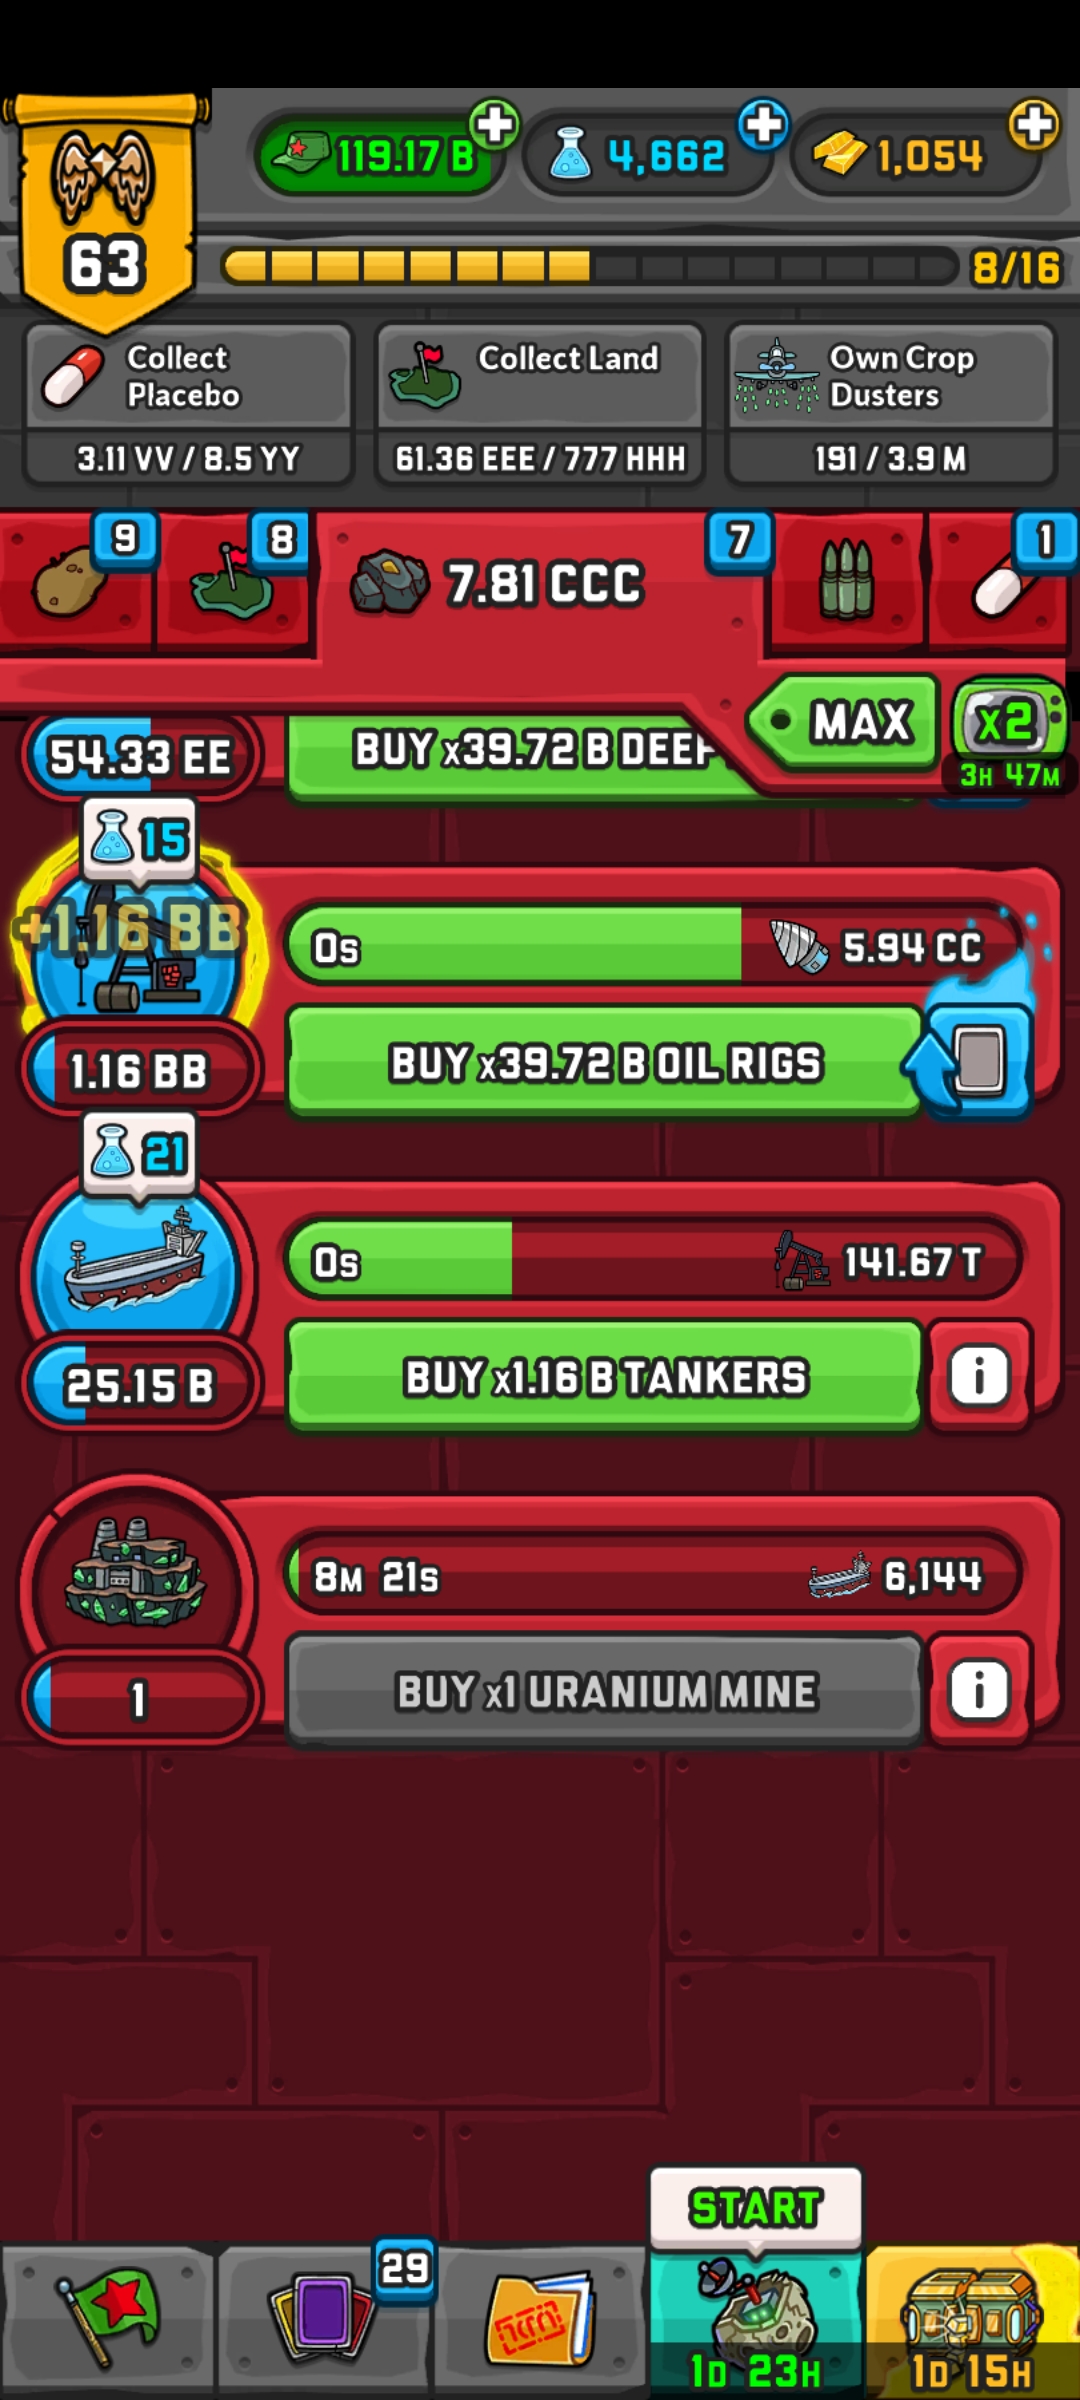 119.17 B
4,662
1,054
63
8/16
Collect
Placebo
3.11 VV / 8.5 YY
Collect Land
61.36 EEE / 777 HHH
Own Crop
Dusters
191 / 3.9 M
9
8
7.81 CCC
7
1
MAX
x2
3H 47M
54.33 EE
BUY x39.72 B DEEP
15
+1.16 BB
0s
5.94 CC
1.16 BB
BUY x39.72 B OIL RIGS
21
0s
141.67 T
25.15 B
BUY x1.16 B TANKERS
i
8M 21s
6,144
1
BUY x1 URANIUM MINE
i
START
29
1D 23H
1D 15H